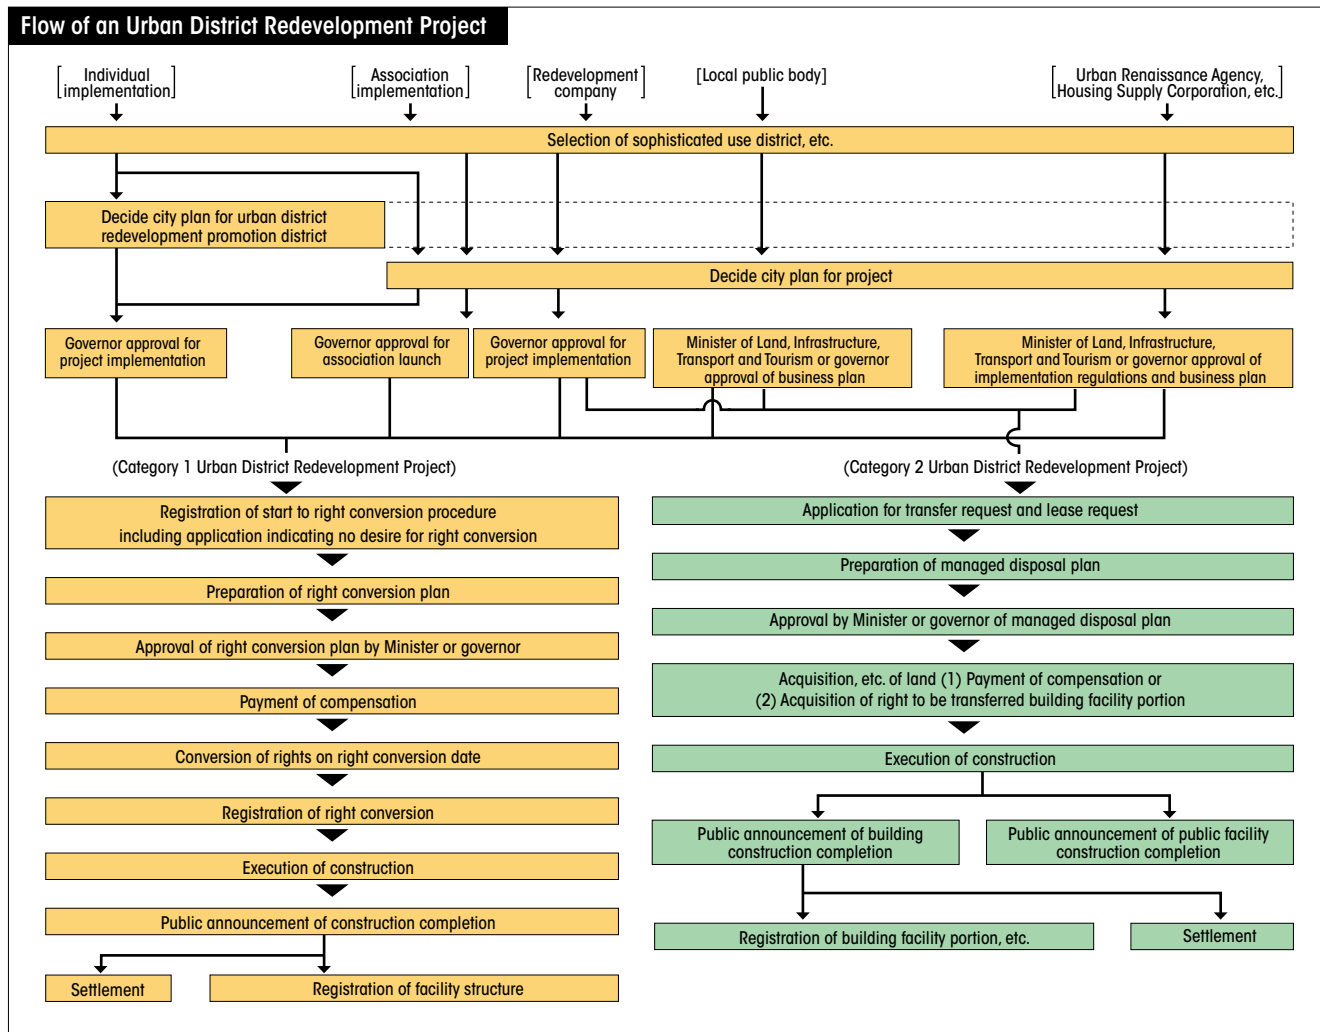 Flow of an Urban District Redevelopment Project
[Individual
implementation]
[Association
implementation]
[Redevelopment
company]
[Local public body]
[Urban Renaissance Agency,
Housing Supply Corporation, etc.]
Selection of sophisticated use district, etc.
Decide city plan for urban district
redevelopment promotion district
Decide city plan for project
Governor approval for
project implementation
Governor approval for
association launch
Governor approval for
project implementation
Minister of Land, Infrastructure,
Transport and Tourism or governor
approval of business plan
Minister of Land, Infrastructure,
Transport and Tourism or governor approval of
implementation regulations and business plan
(Category 1 Urban District Redevelopment Project)
Registration of start to right conversion procedure
including application indicating no desire for right conversion
Preparation of right conversion plan
Approval of right conversion plan by Minister or governor
Payment of compensation
Conversion of rights on right conversion date
Registration of right conversion
Execution of construction
Public announcement of construction completion
Settlement
Registration of facility structure
(Category 2 Urban District Redevelopment Project)
Application for transfer request and lease request
Preparation of managed disposal plan
Approval by Minister or governor of managed disposal plan
Acquisition, etc. of land (1) Payment of compensation or
(2) Acquisition of right to be transferred building facility portion
Execution of construction
Public announcement of building
construction completion
Public announcement of public facility
construction completion
Registration of building facility portion, etc.
Settlement